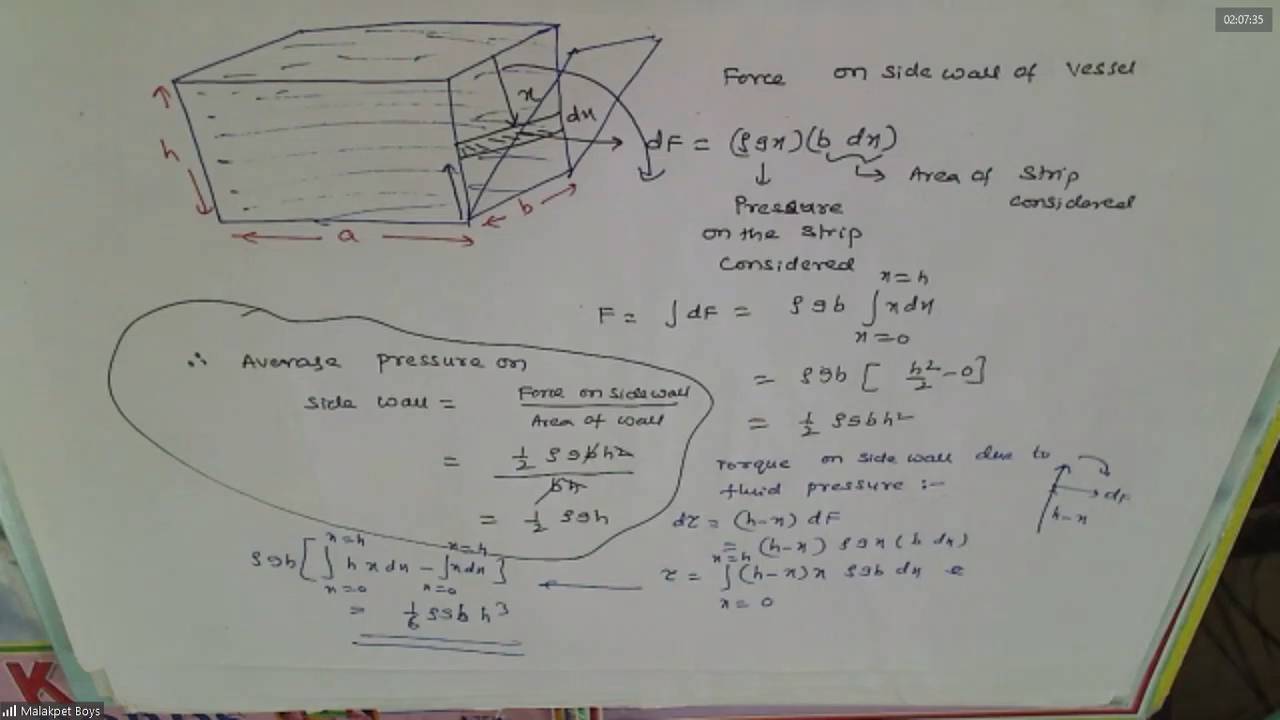 02:07:35
Force on side wall of vessel
h
x
dx
b
a
dF = (ρgx)(b dx)
↓ ↳ Area of strip
considered
Pressure
on the strip
considered
F = ∫ dF = ρgb ∫ x dx
x=h
x=0
= ρgb [ h²/2 - 0 ]
= 1/2 ρgbh²
∴ Average pressure on
side wall = Force on sidewall / Area of wall
= 1/2 ρgbh² / bh
= 1/2 ρgh
Torque on side wall due to
fluid pressure :-
dF
h-x
dτ = (h-x) dF
= (h-x) ρgx (b dx)
τ = ∫ (h-x)x ρgb dx
x=h
x=0
ρgb [ ∫ h x dx - ∫ x dx ]
x=h x=h
x=0 x=0
= 1/6 ρgb h³
K
Malakpet Boys